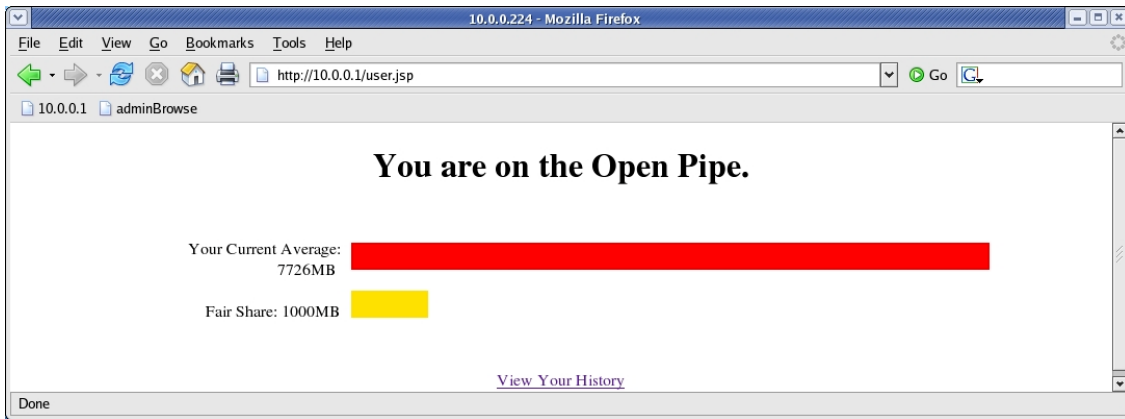 10.0.0.224 - Mozilla Firefox
File Edit View Go Bookmarks Tools Help
http://10.0.0.1/user.jsp Go G
10.0.0.1 adminBrowse
You are on the Open Pipe.
Your Current Average:
7726MB
Fair Share: 1000MB
View Your History
Done